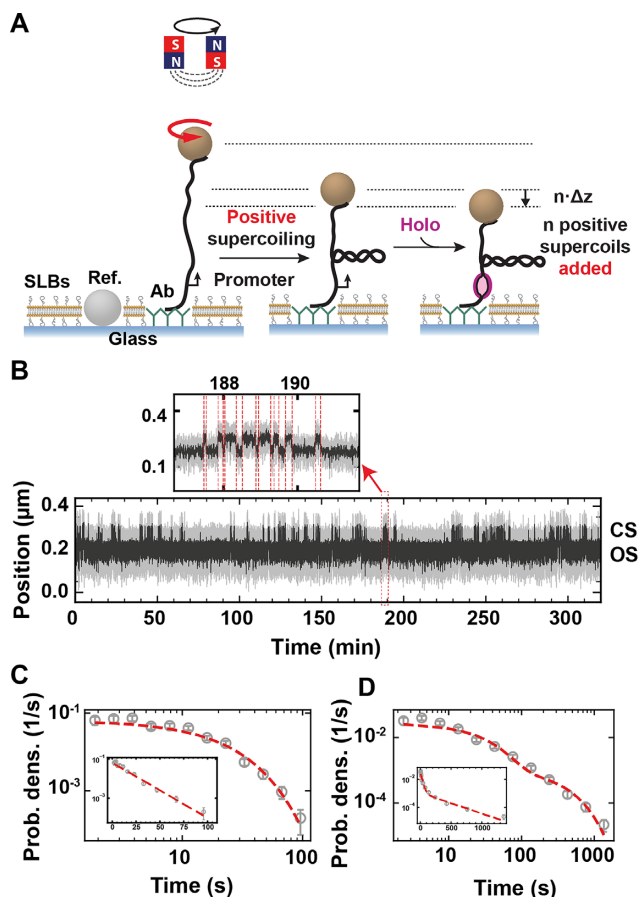 A
S N
N S
n·Δz
Positive
supercoiling
Holo
n positive
supercoils
added
SLBs
Ref.
Ab
Promoter
Glass
B
188 190
0.4
0.1
Position (µm)
0.4
0.2
0.0
CS
OS
0 50 100 150 200 250 300
Time (min)
C
Prob. dens. (1/s)
10⁻¹
10⁻³
10⁻¹
10⁻³
0 25 50 75 100
10 100
Time (s)
D
Prob. dens. (1/s)
10⁻²
10⁻⁴
10⁻²
10⁻⁴
0 500 1000
10 100 1000
Time (s)